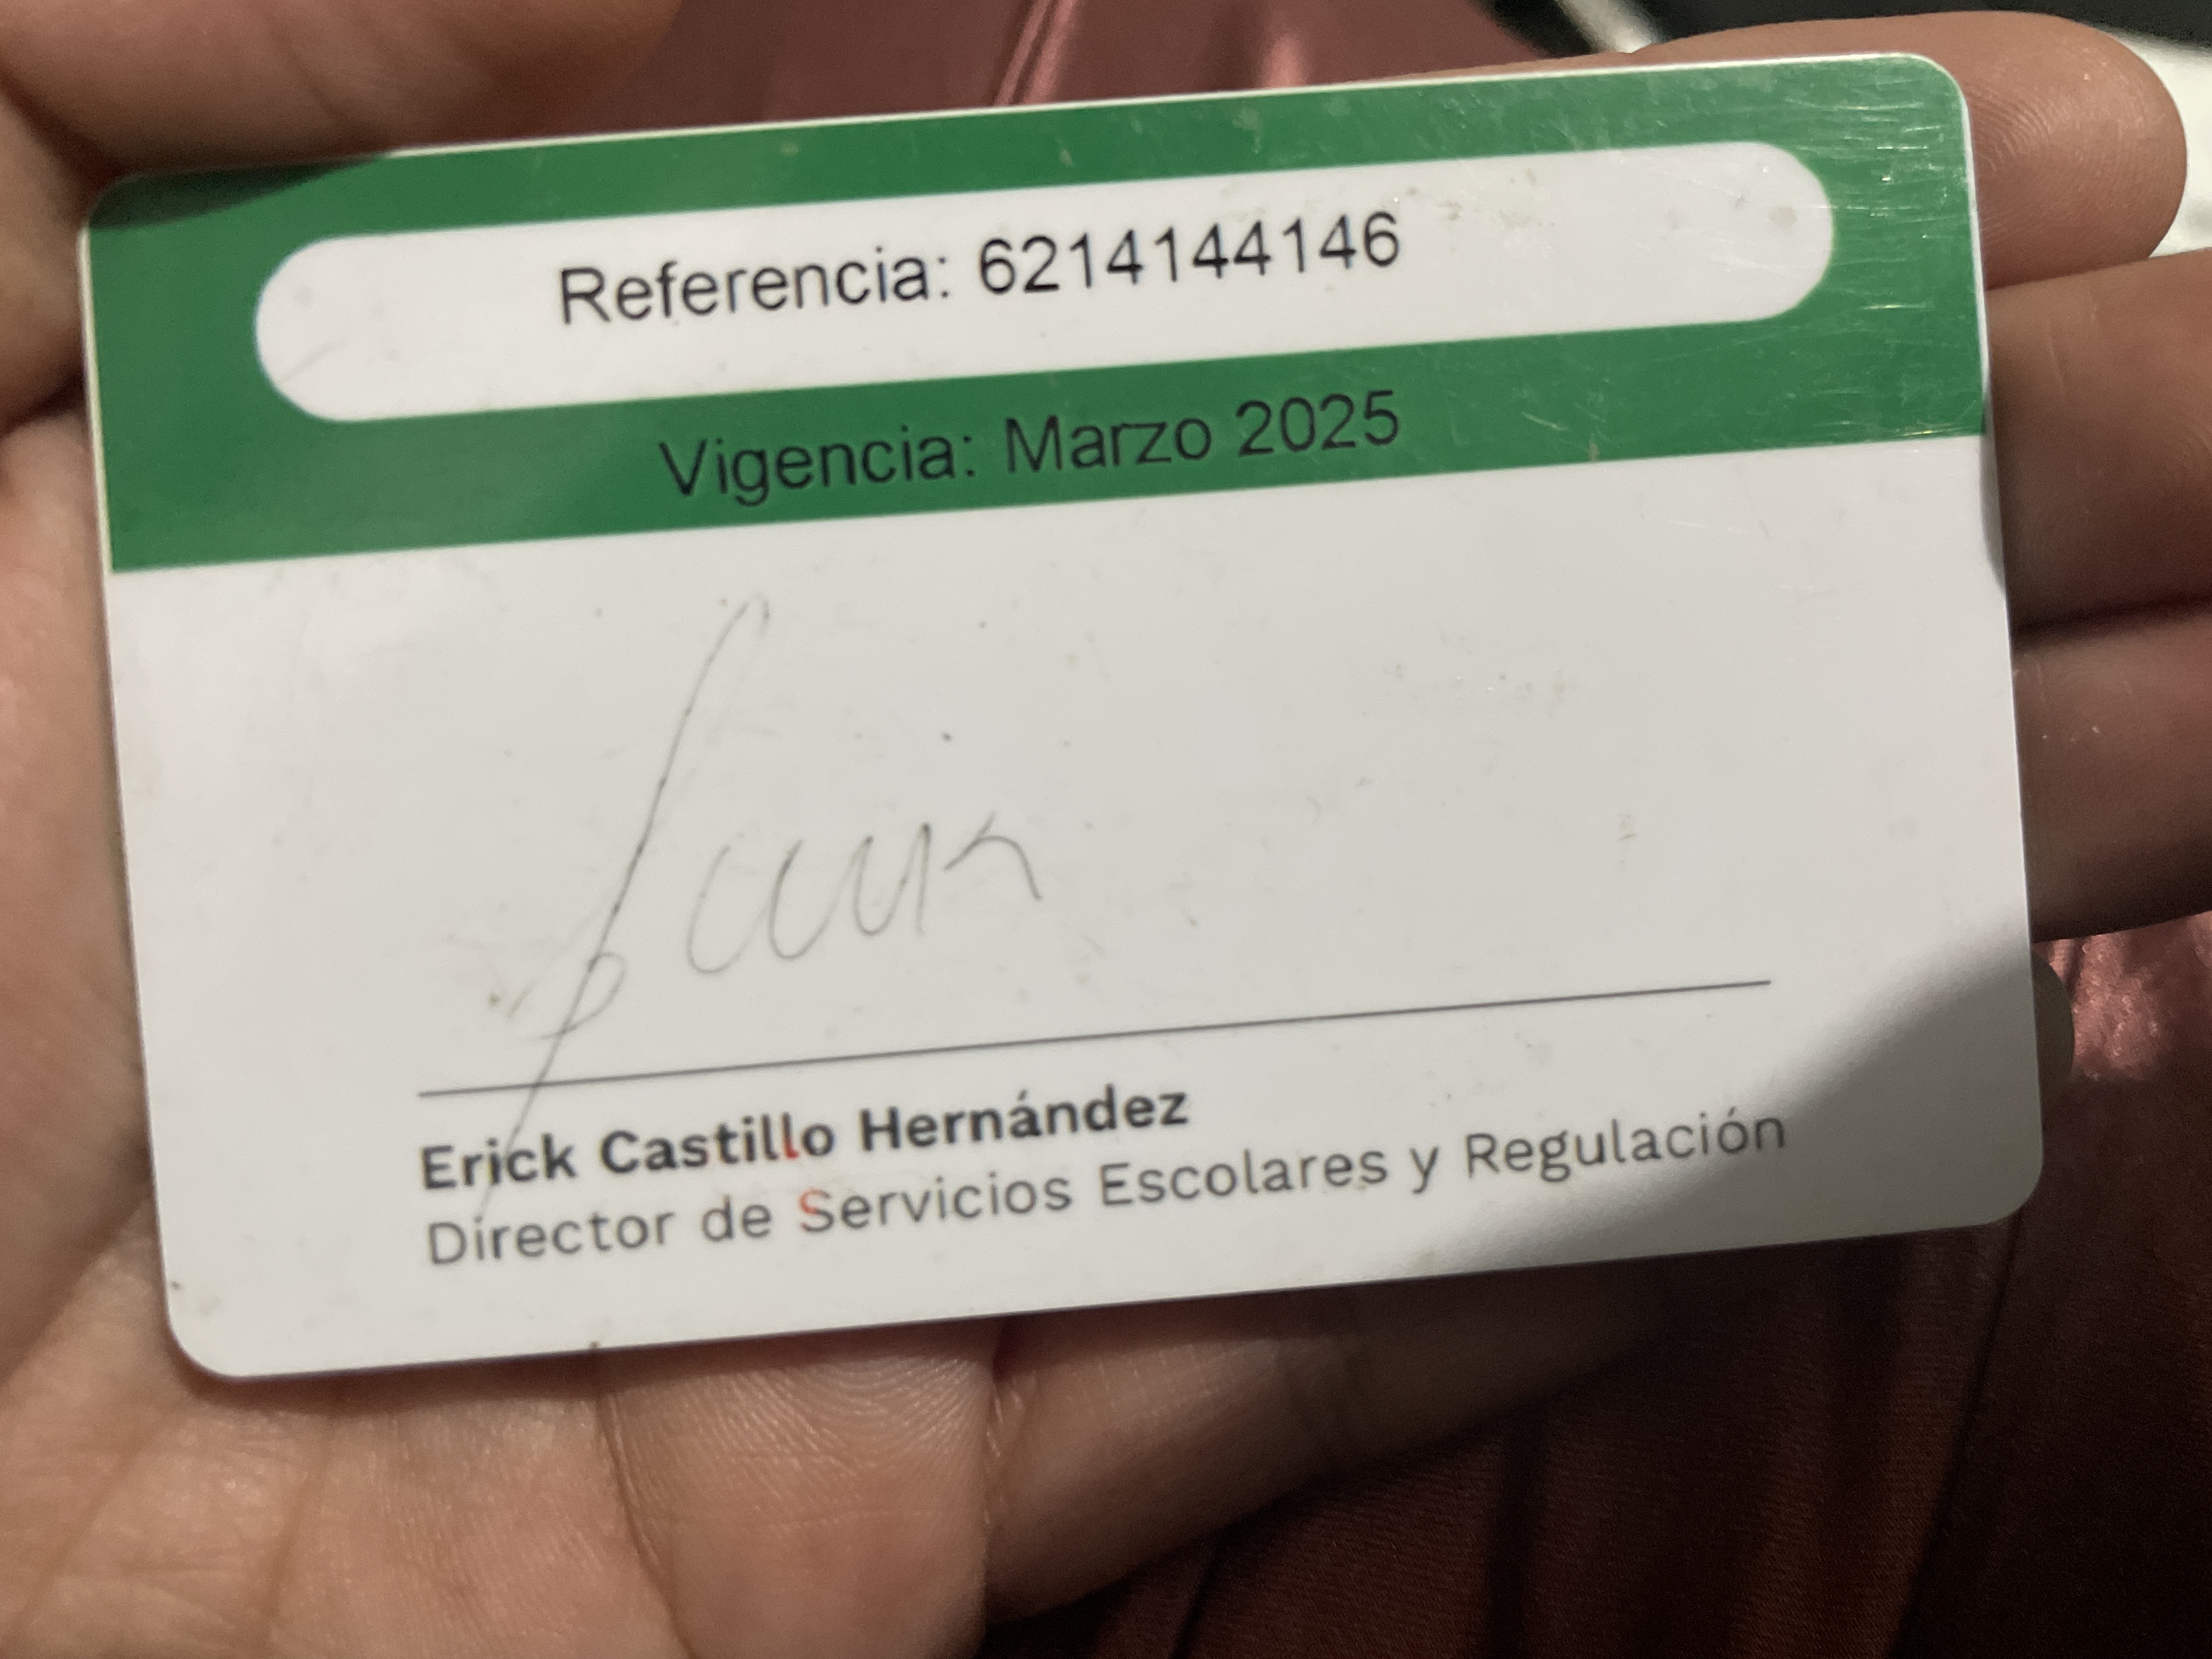 Referencia: 6214144146
Vigencia: Marzo 2025
Erick Castillo Hernández
Director de Servicios Escolares y Regulación